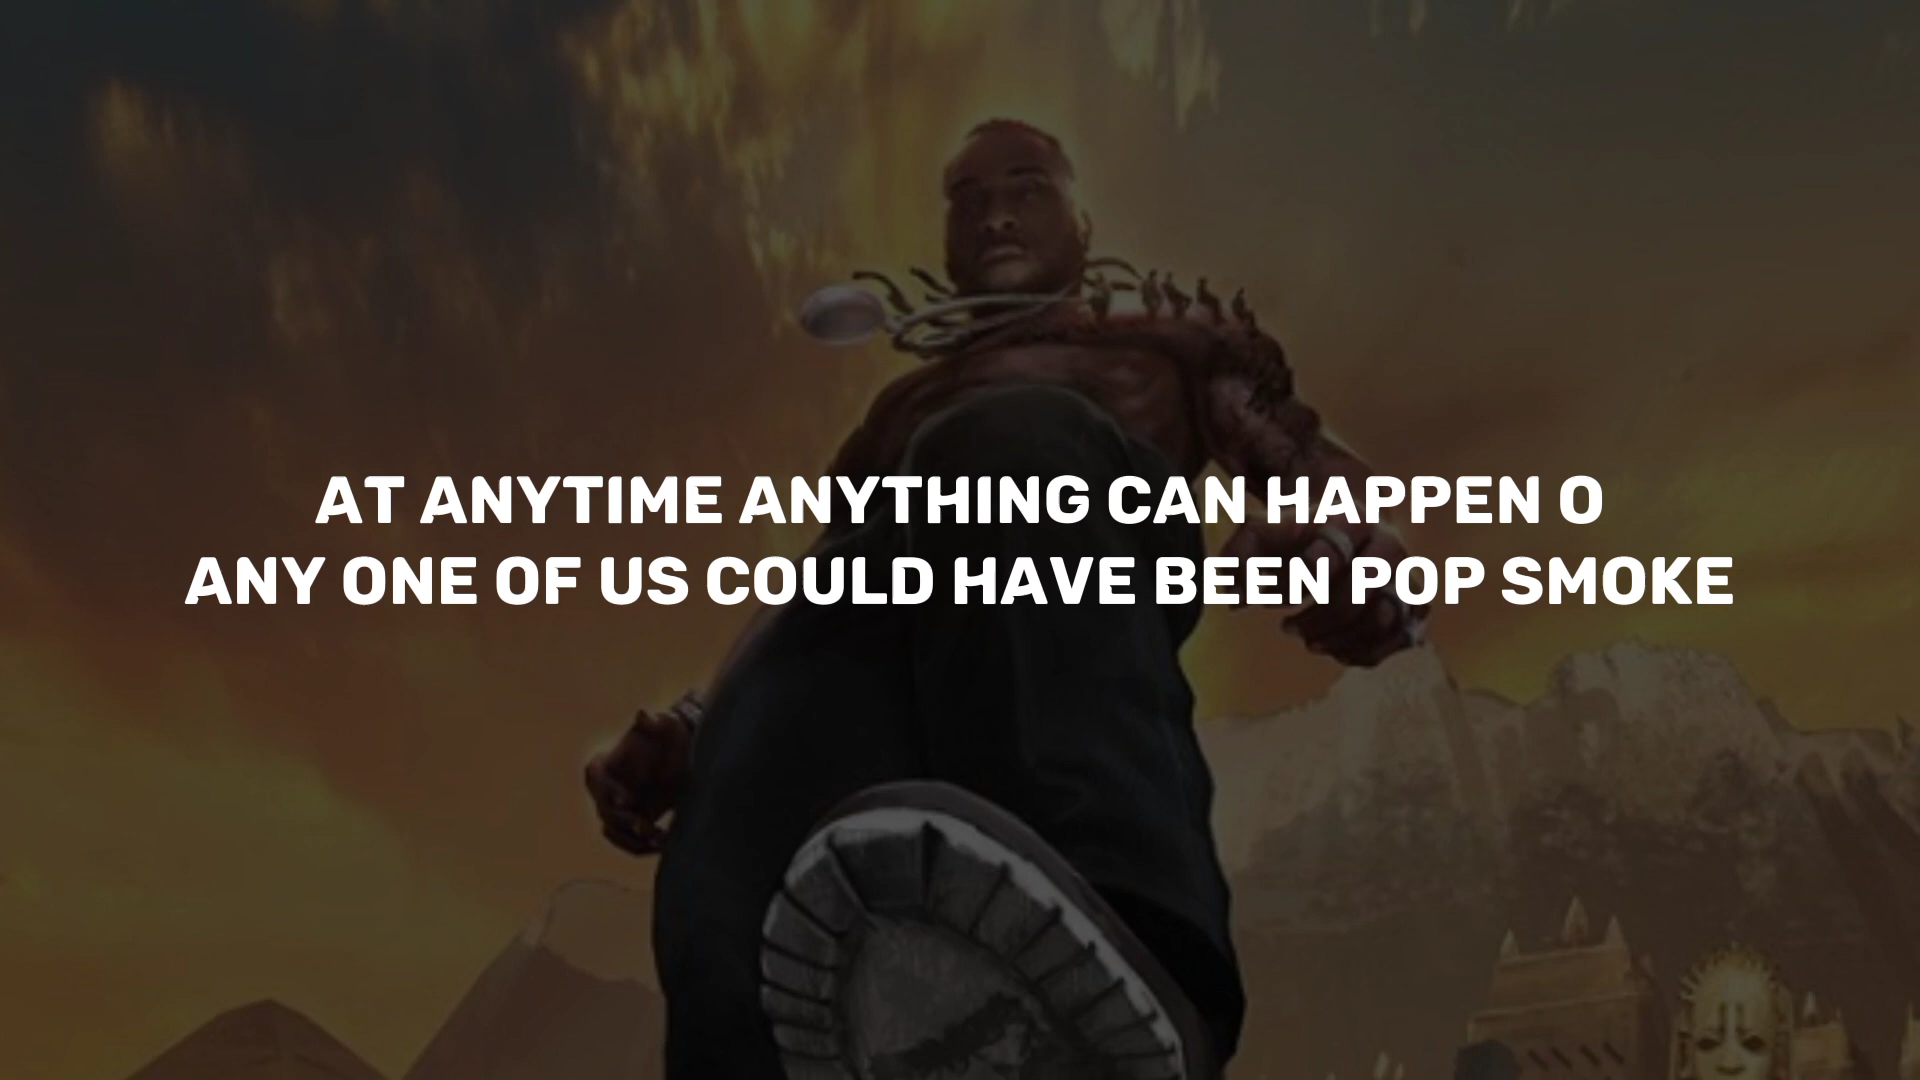 AT ANYTIME ANYTHING CAN HAPPEN O
ANY ONE OF US COULD HAVE BEEN POP SMOKE